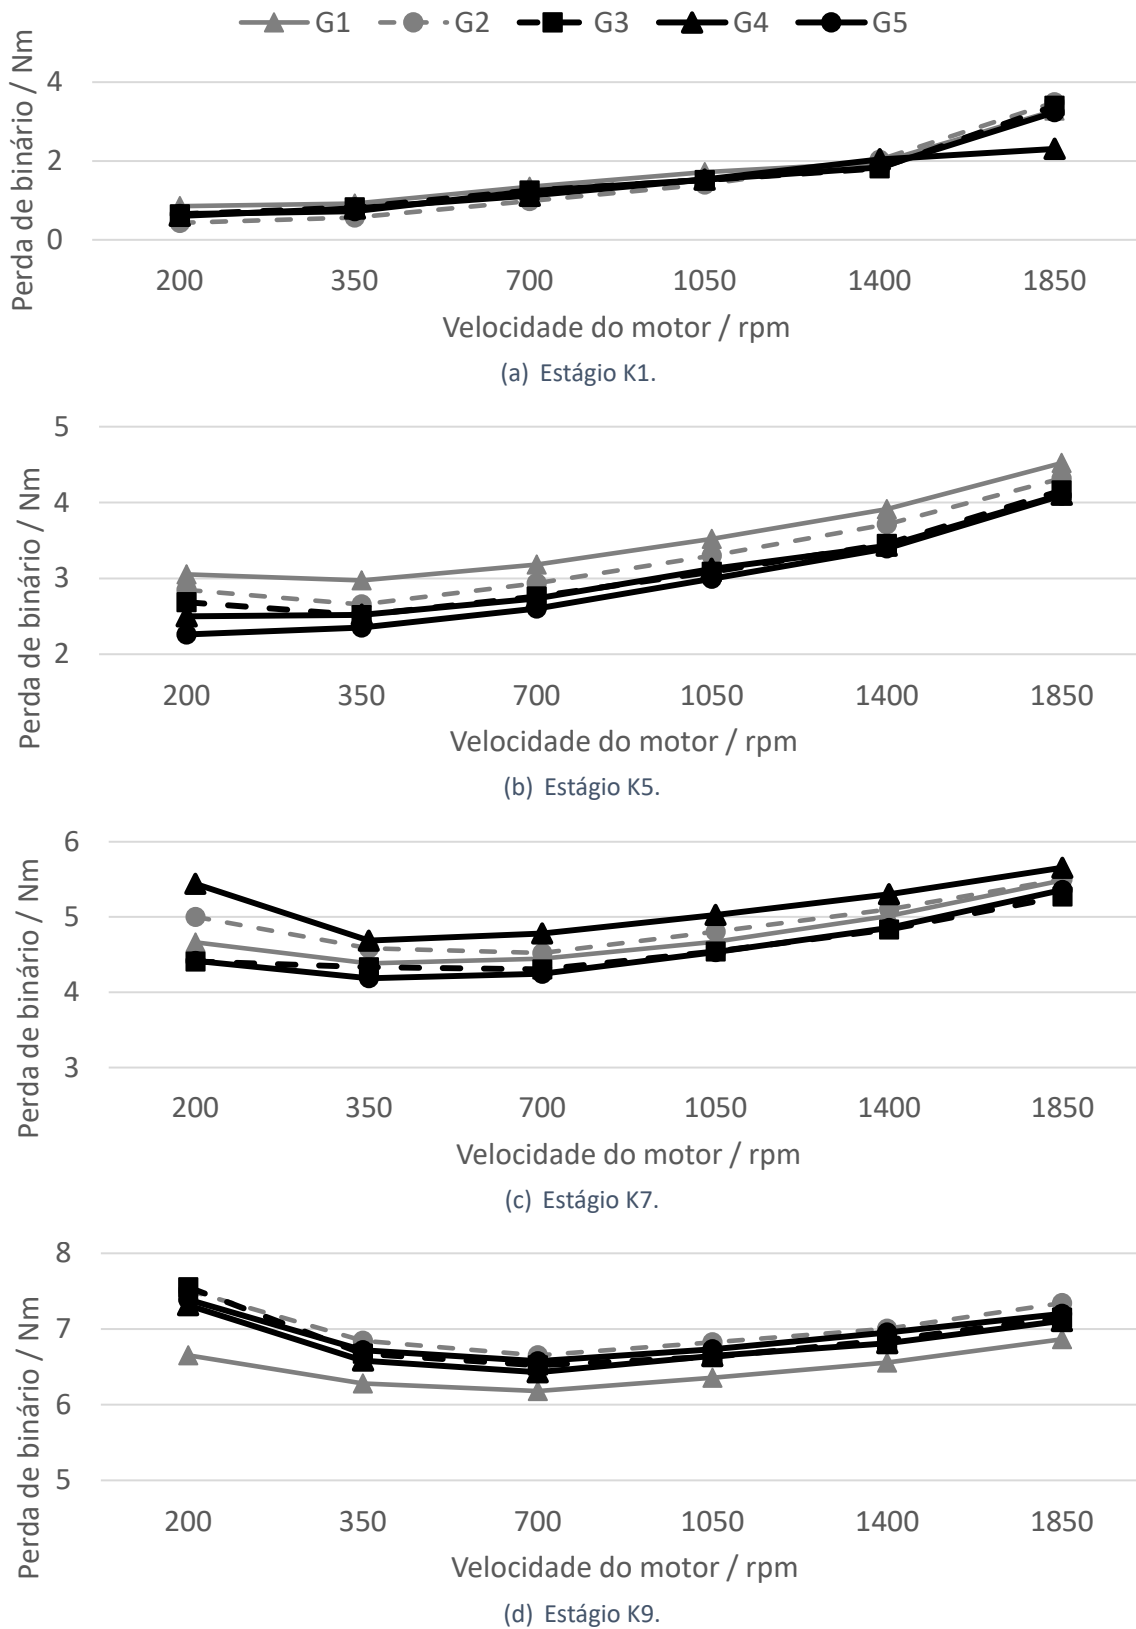 G1 G2 G3 G4 G5
Perda de binário / Nm
4
2
0
200 350 700 1050 1400 1850
Velocidade do motor / rpm
(a) Estágio K1.
Perda de binário / Nm
5
4
3
2
200 350 700 1050 1400 1850
Velocidade do motor / rpm
(b) Estágio K5.
Perda de binário / Nm
6
5
4
3
200 350 700 1050 1400 1850
Velocidade do motor / rpm
(c) Estágio K7.
Perda de binário / Nm
8
7
6
5
200 350 700 1050 1400 1850
Velocidade do motor / rpm
(d) Estágio K9.